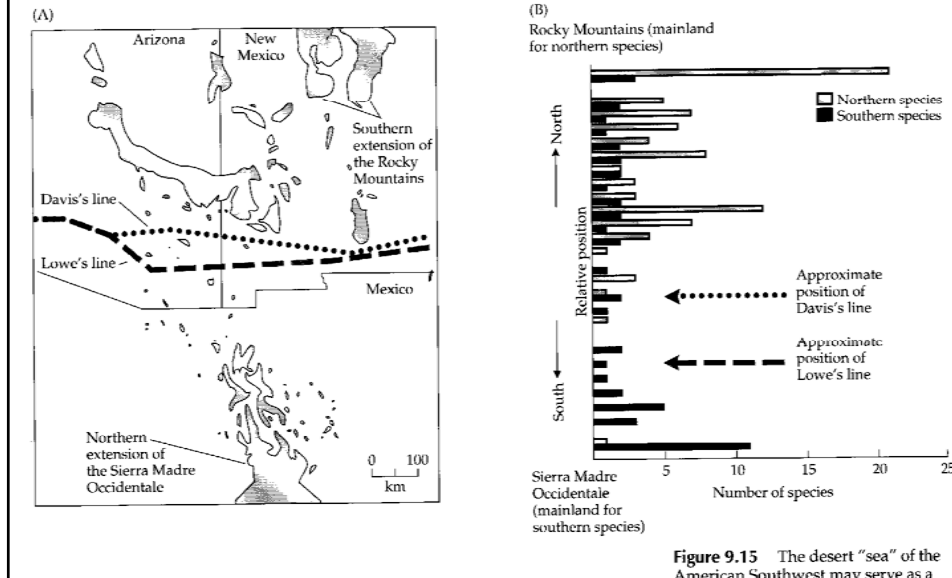 (A)
Arizona
New
Mexico
Southern
extension of
the Rocky
Mountains
Davis's line
Lowe's line
Mexico
Northern
extension of
the Sierra Madre
Occidentale
0 100
km
(B)
Rocky Mountains (mainland
for northern species)
Northern species
Southern species
North
Relative position
South
Approximate
position of
Davis's line
Approximate
position of
Lowe's line
5 10 15 20 25
Number of species
Sierra Madre
Occidentale
(mainland for
southern species)
Figure 9.15 The desert "sea" of the
American Southwest may serve as a